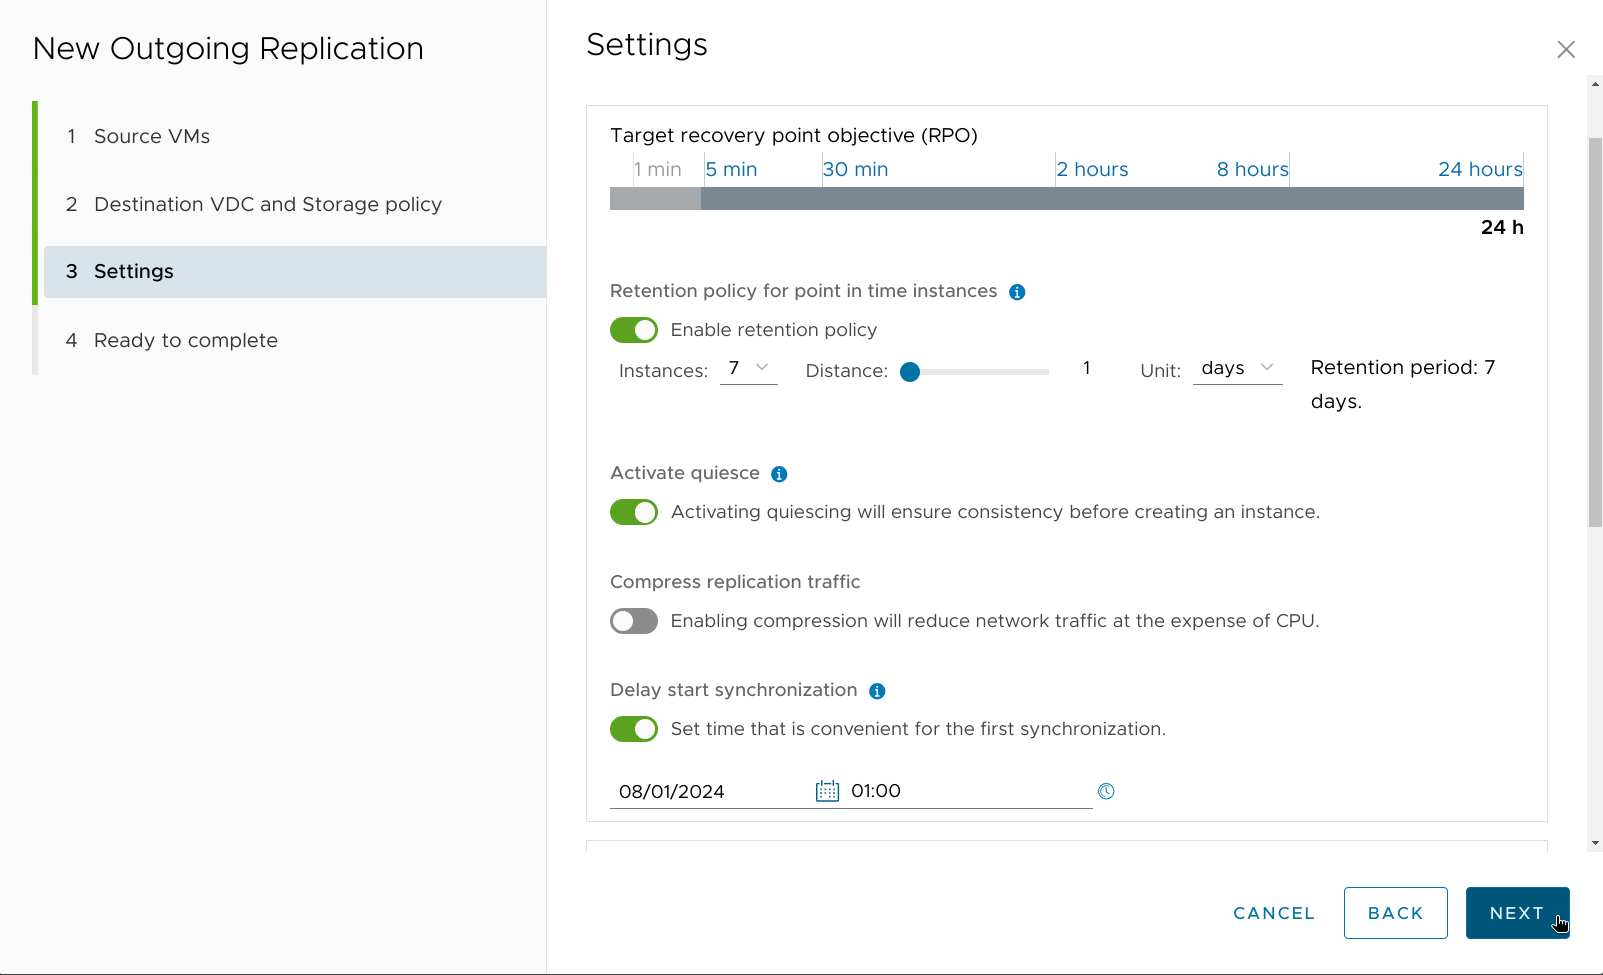 New Outgoing Replication
1 Source VMs
2 Destination VDC and Storage policy
3 Settings
4 Ready to complete
Settings
Target recovery point objective (RPO)
1 min 5 min 30 min 2 hours 8 hours 24 hours
24 h
Retention policy for point in time instances
Enable retention policy
Instances: 7 Distance: 1 Unit: days Retention period: 7
days.
Activate quiesce
Activating quiescing will ensure consistency before creating an instance.
Compress replication traffic
Enabling compression will reduce network traffic at the expense of CPU.
Delay start synchronization
Set time that is convenient for the first synchronization.
08/01/2024 01:00
CANCEL BACK NEXT